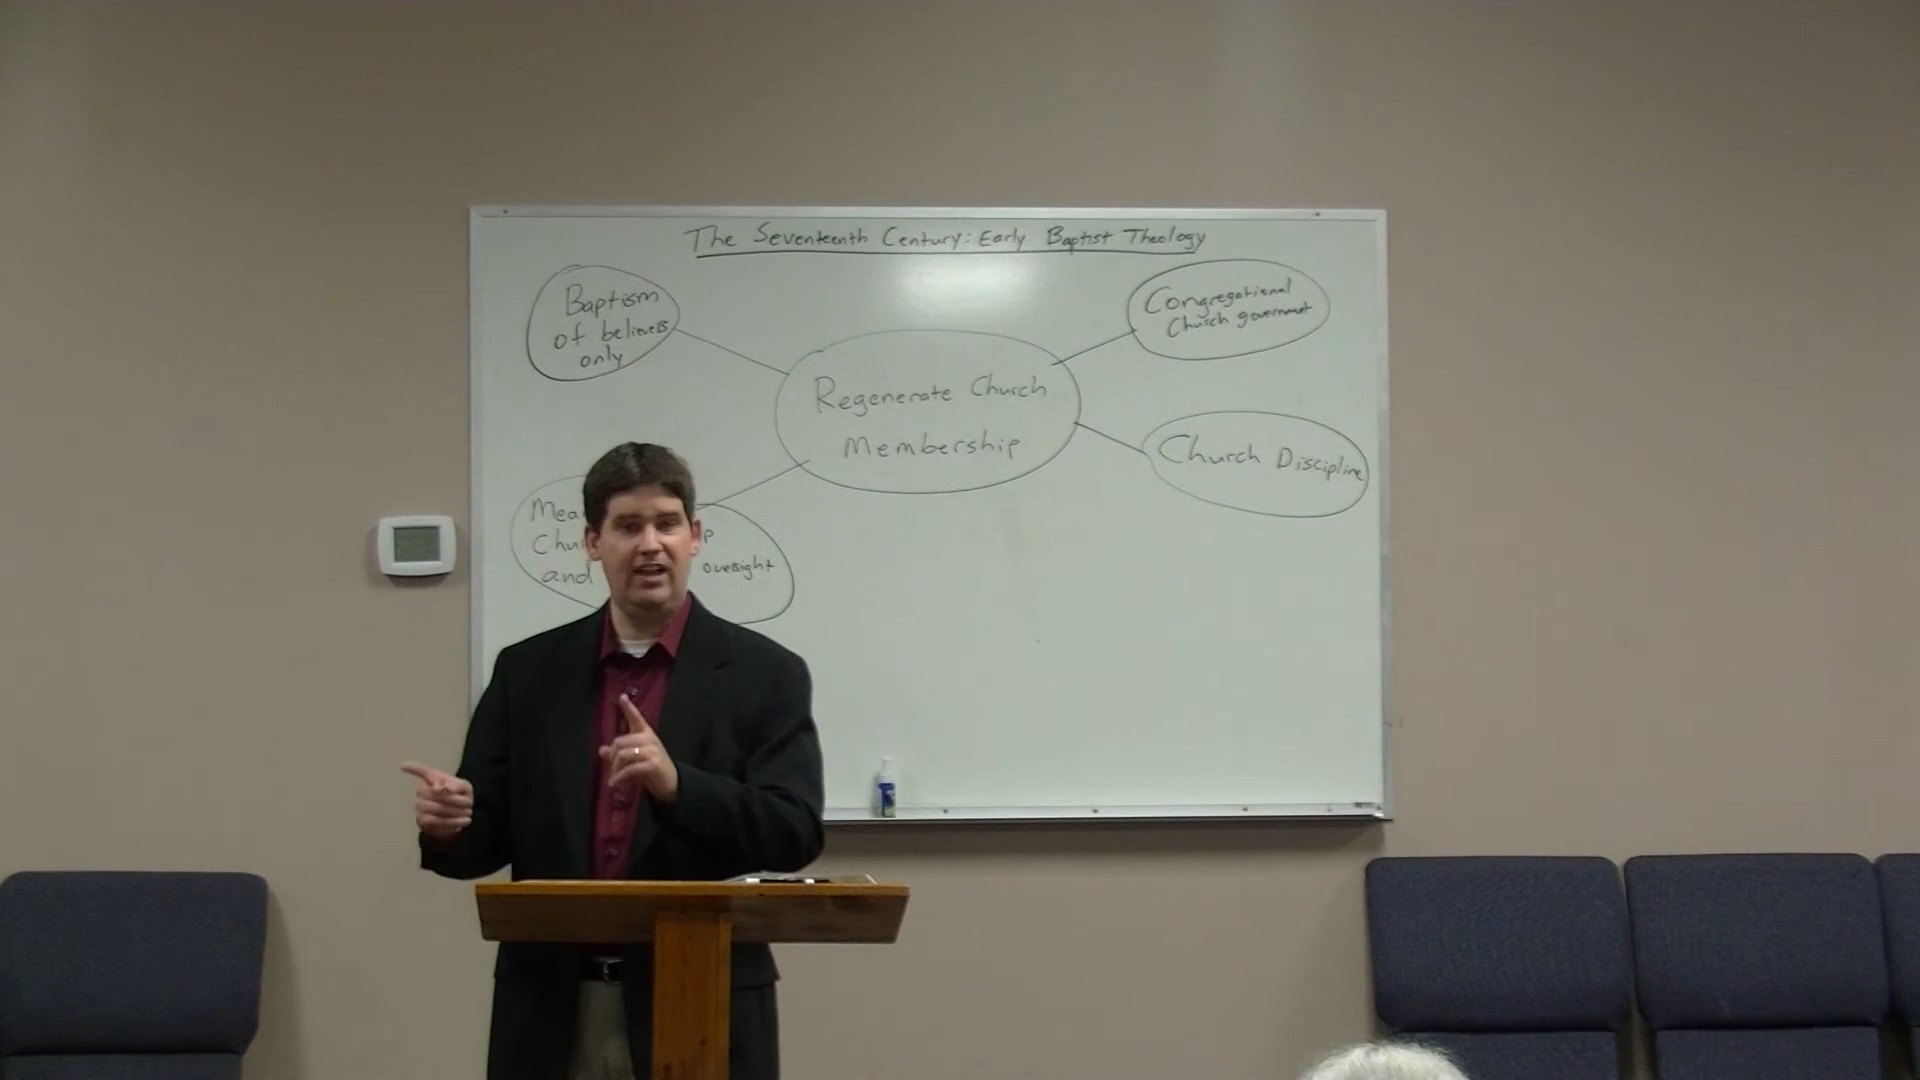 The Seventeenth Century: Early Baptist Theology
Baptism
of believers
only
Congregational
Church government
Regenerate Church
Membership
Church Discipline
and oversight